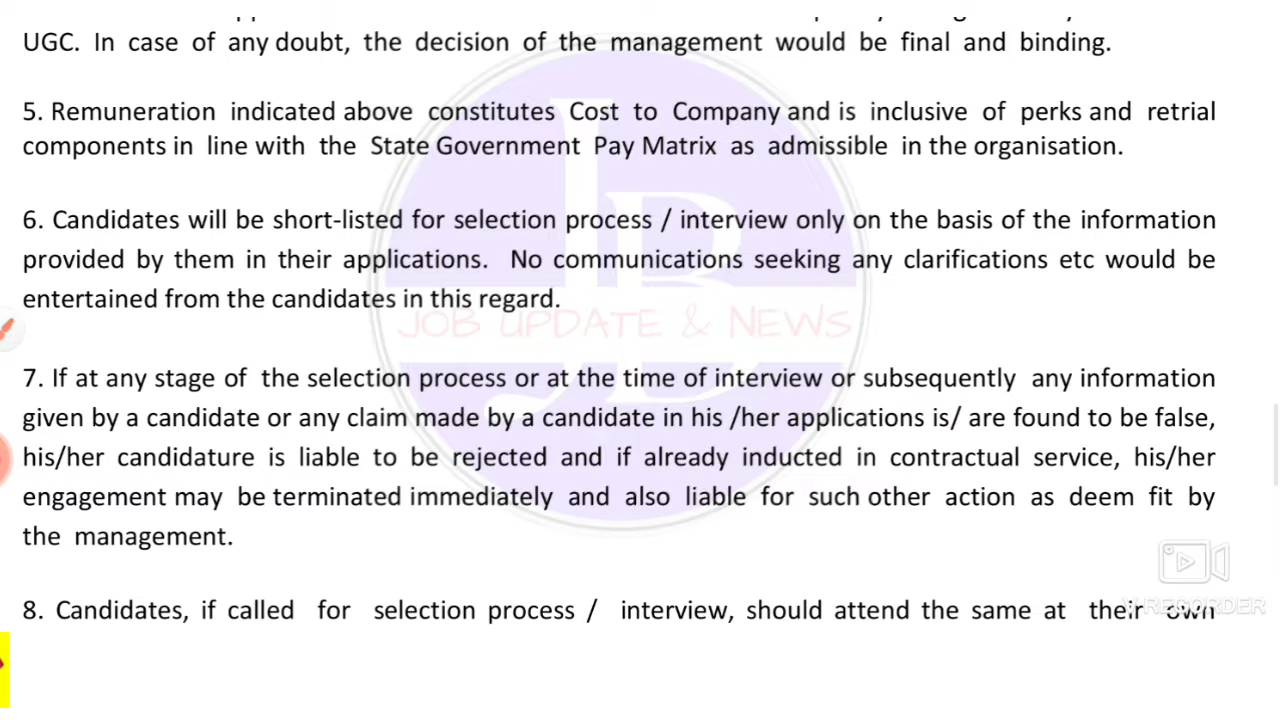 UGC. In case of any doubt, the decision of the management would be final and binding.
5. Remuneration indicated above constitutes Cost to Company and is inclusive of perks and retrial
components in line with the State Government Pay Matrix as admissible in the organisation.
6. Candidates will be short-listed for selection process / interview only on the basis of the information
provided by them in their applications. No communications seeking any clarifications etc would be
entertained from the candidates in this regard.
JOB UPDATE & NEWS
7. If at any stage of the selection process or at the time of interview or subsequently any information
given by a candidate or any claim made by a candidate in his /her applications is/ are found to be false,
his/her candidature is liable to be rejected and if already inducted in contractual service, his/her
engagement may be terminated immediately and also liable for such other action as deem fit by
the management.
8. Candidates, if called for selection process / interview, should attend the same at their own
V RECORDER